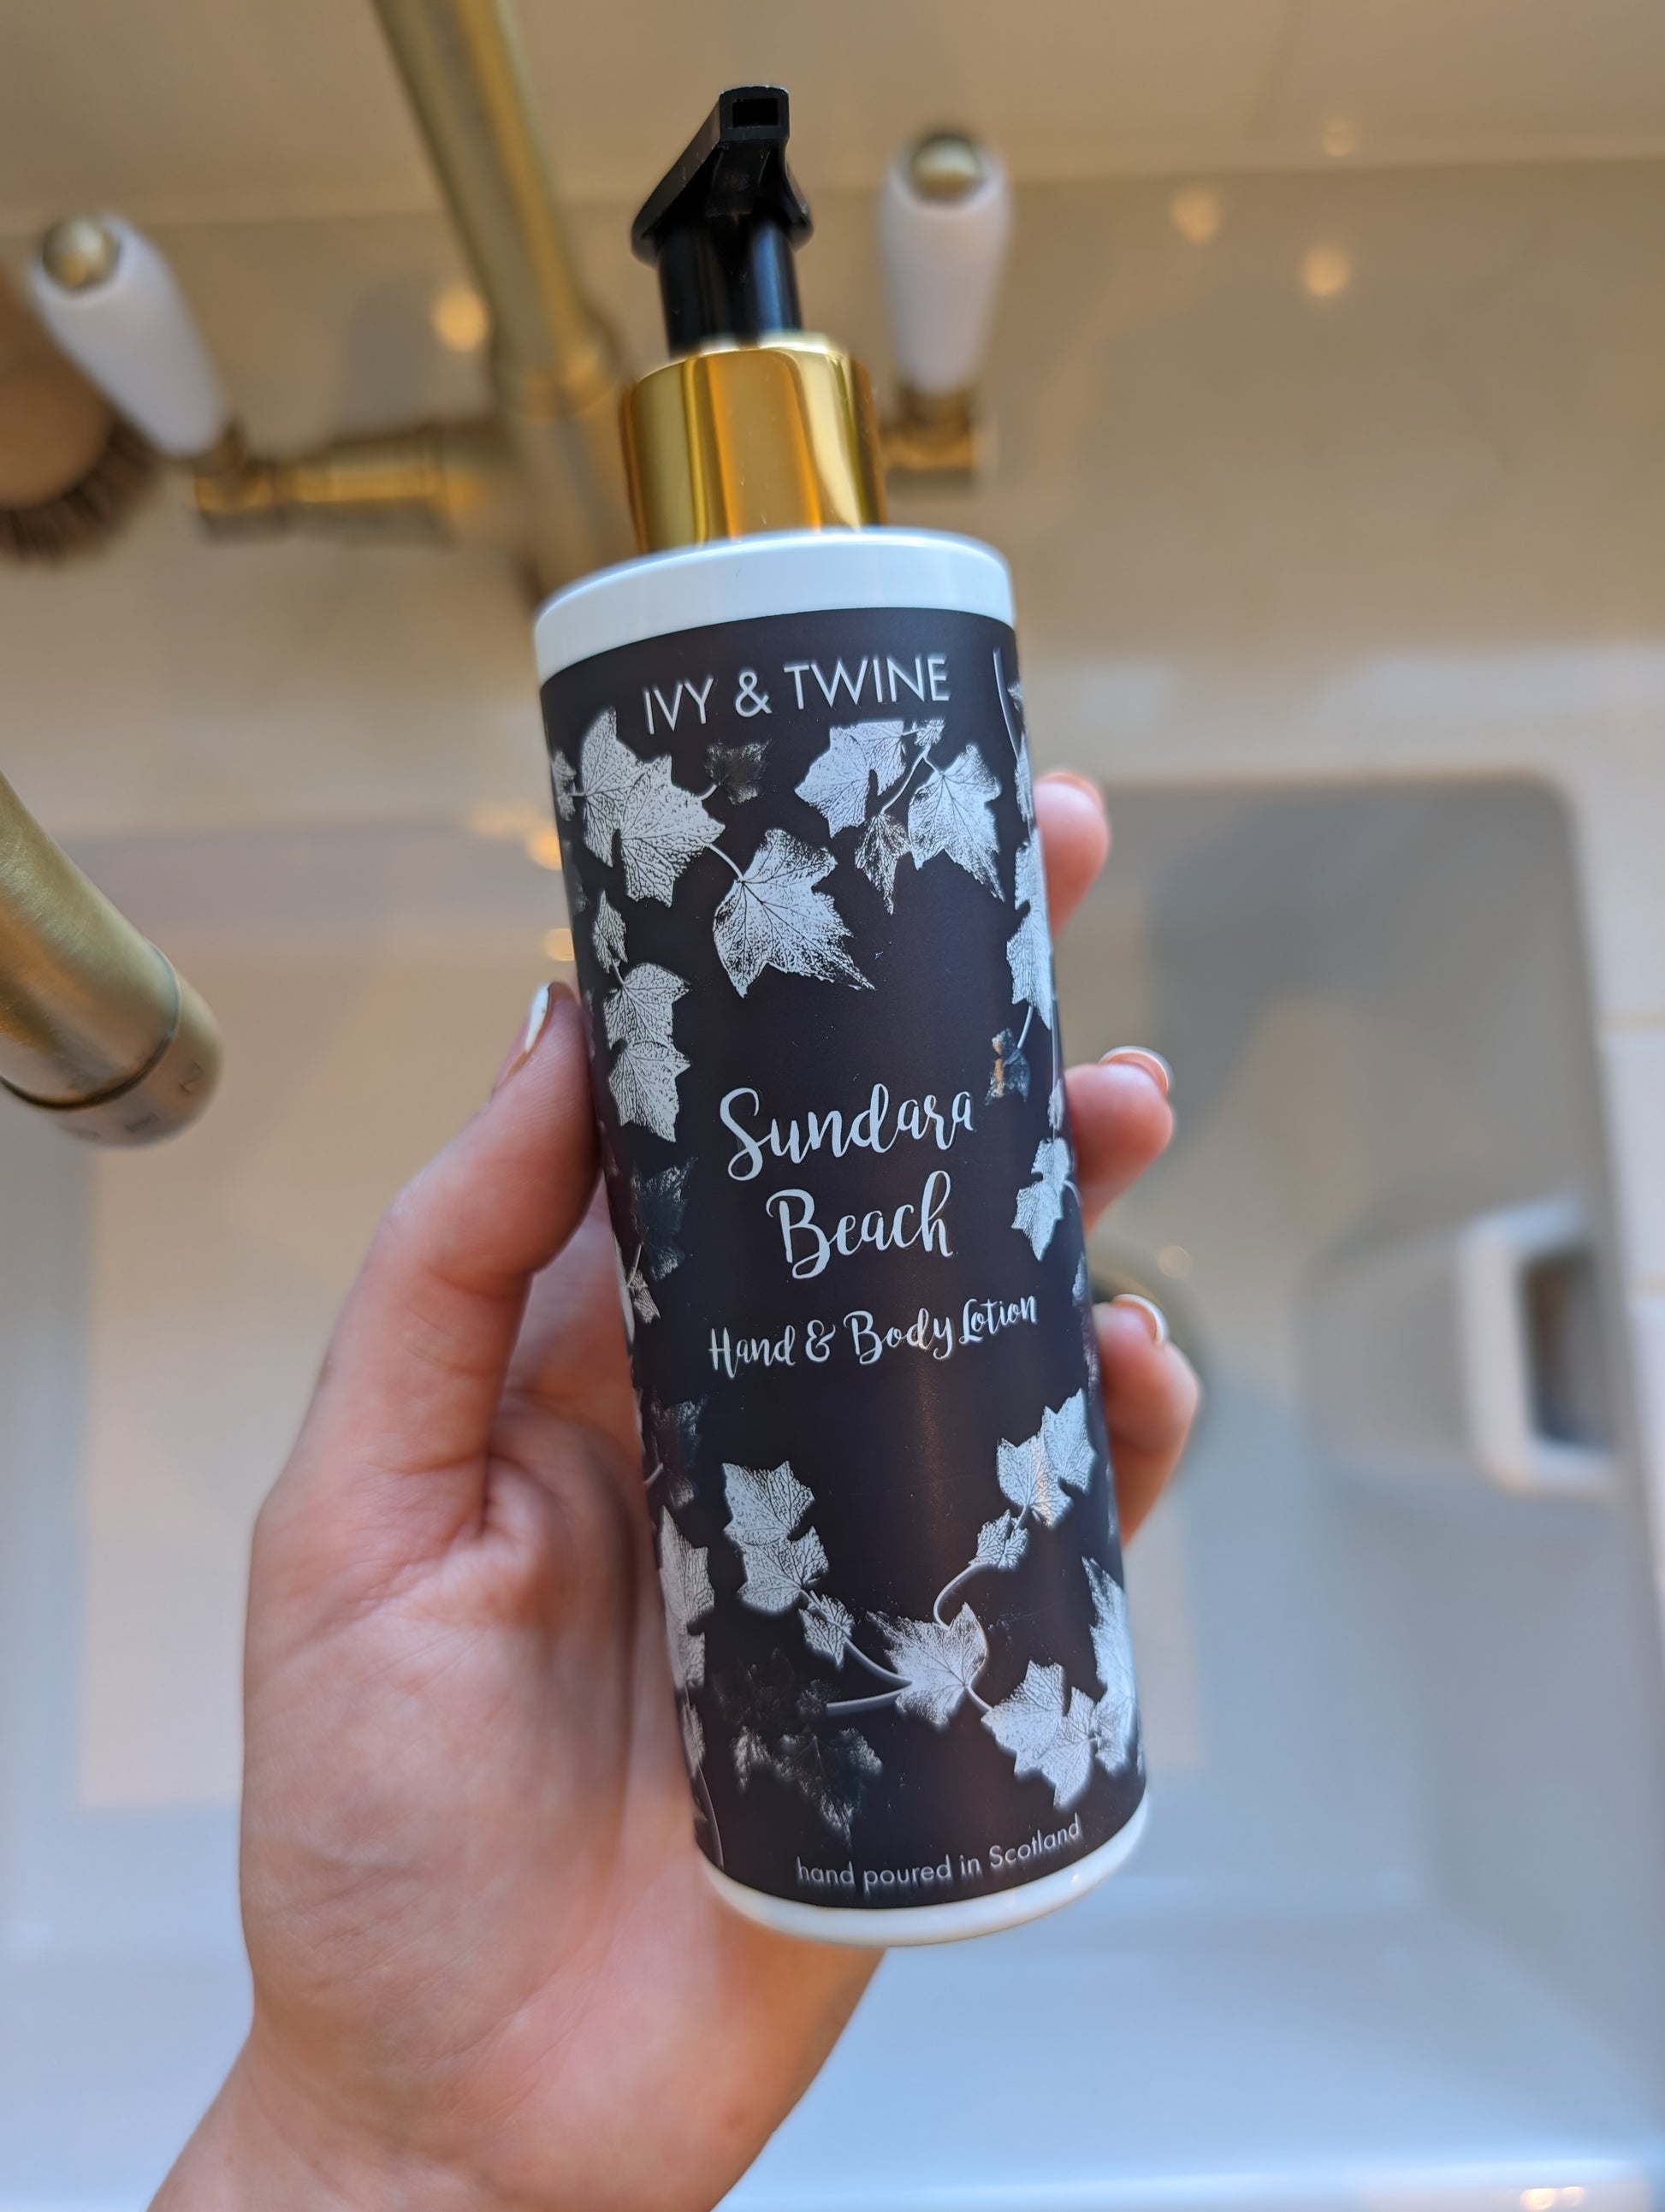 IVY & TWINE
Sundara
Beach
Hand & Body Lotion
hand poured in Scotland